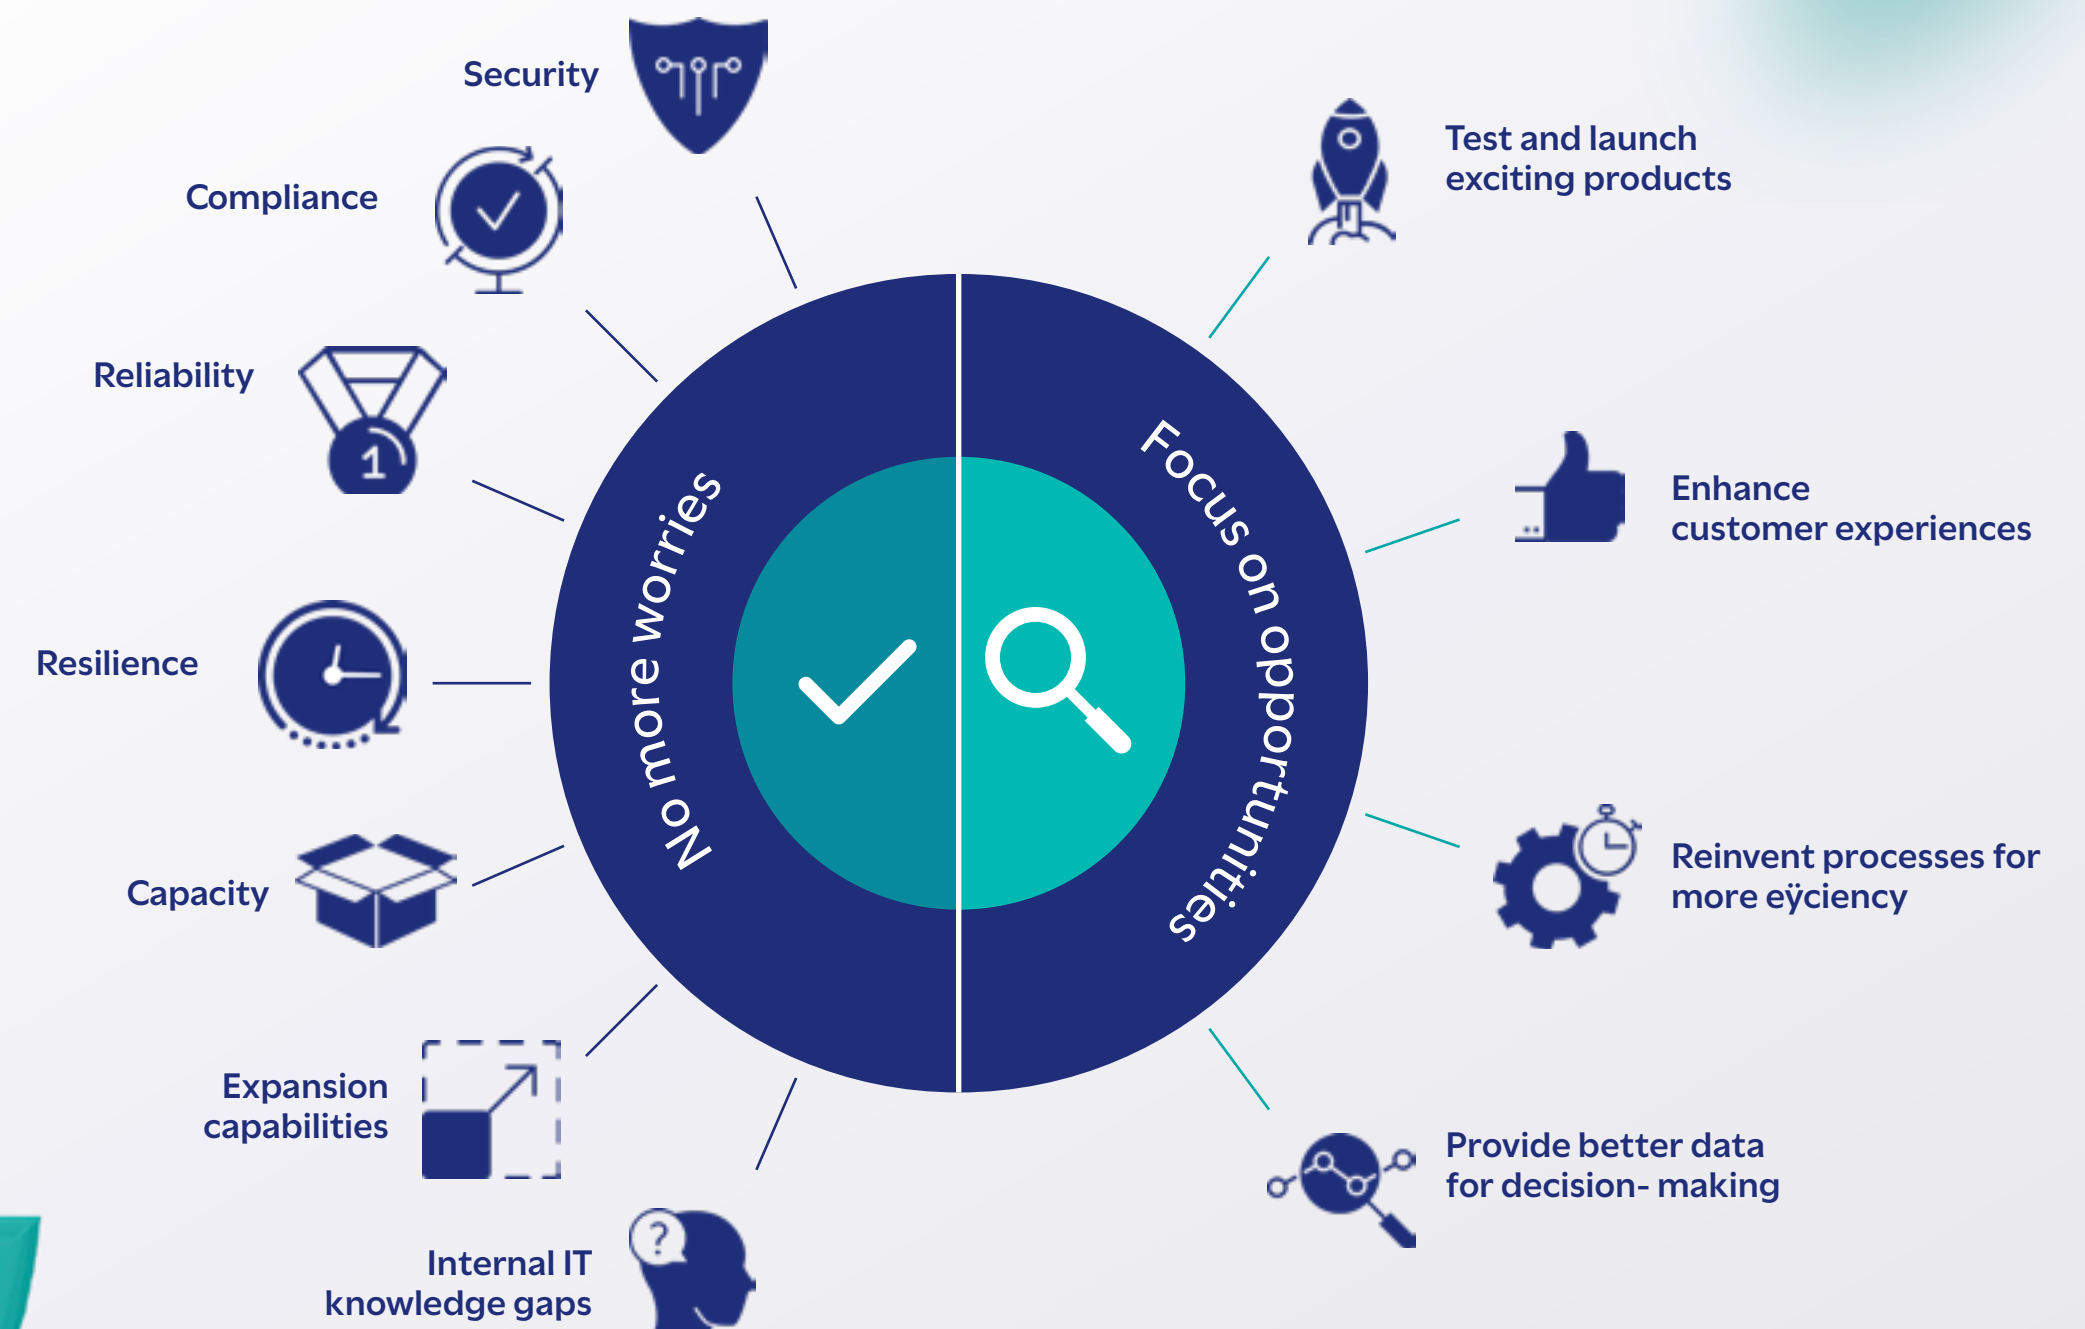 Security
Compliance
Reliability
Resilience
Capacity
Expansion
capabilities
Internal IT
knowledge gaps
No more worries
Focus on opportunities
Test and launch
exciting products
Enhance
customer experiences
Reinvent processes for
more eÿciency
Provide better data
for decision- making
1
?